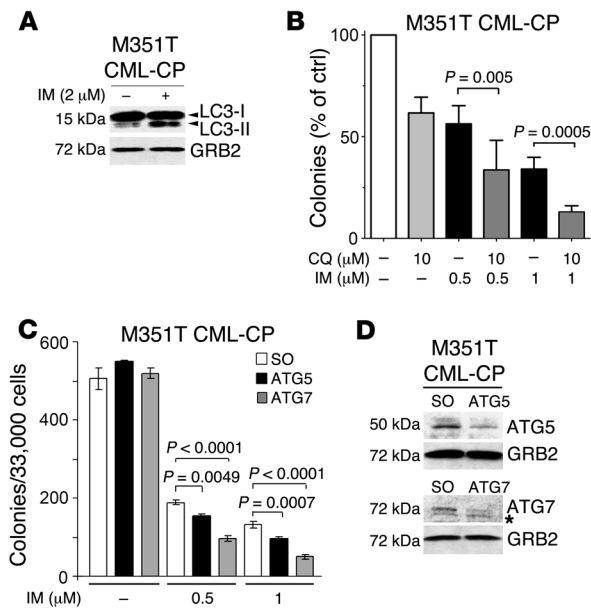 A
M351T
CML-CP
IM (2 μM) – +
15 kDa
LC3-I
LC3-II
72 kDa
GRB2
B
M351T CML-CP
Colonies (% of ctrl)
100
50
0
P = 0.005
P = 0.0005
CQ (μM) – 10 – 10 – 10
IM (μM) – – 0.5 0.5 1 1
C
M351T CML-CP
Colonies/33,000 cells
600
400
200
0
SO
ATG5
ATG7
P < 0.0001
P = 0.0049
P < 0.0001
P = 0.0007
IM (μM) – 0.5 1
D
M351T
CML-CP
SO ATG5
50 kDa ATG5
72 kDa GRB2
SO ATG7
72 kDa ATG7
*
72 kDa GRB2